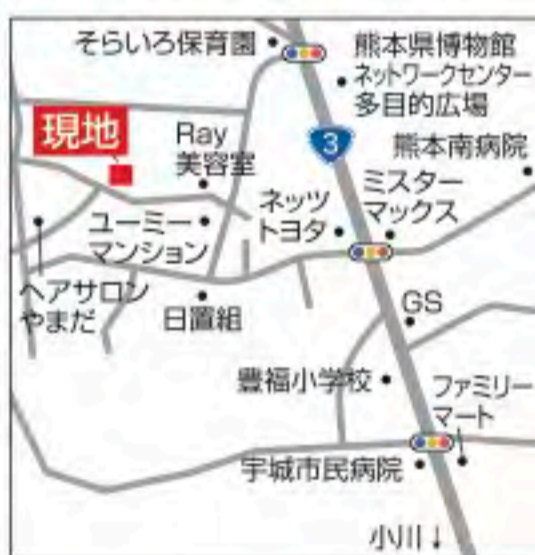 そらいろ保育園
熊本県博物館
ネットワークセンター
多目的広場
現地
Ray
美容室
3
熊本南病院
ミスター
マックス
ネッツ
トヨタ
ユーミー
マンション
ヘアサロン
やまだ
日置組
GS
豊福小学校
ファミリー
マート
宇城市民病院
小川↓